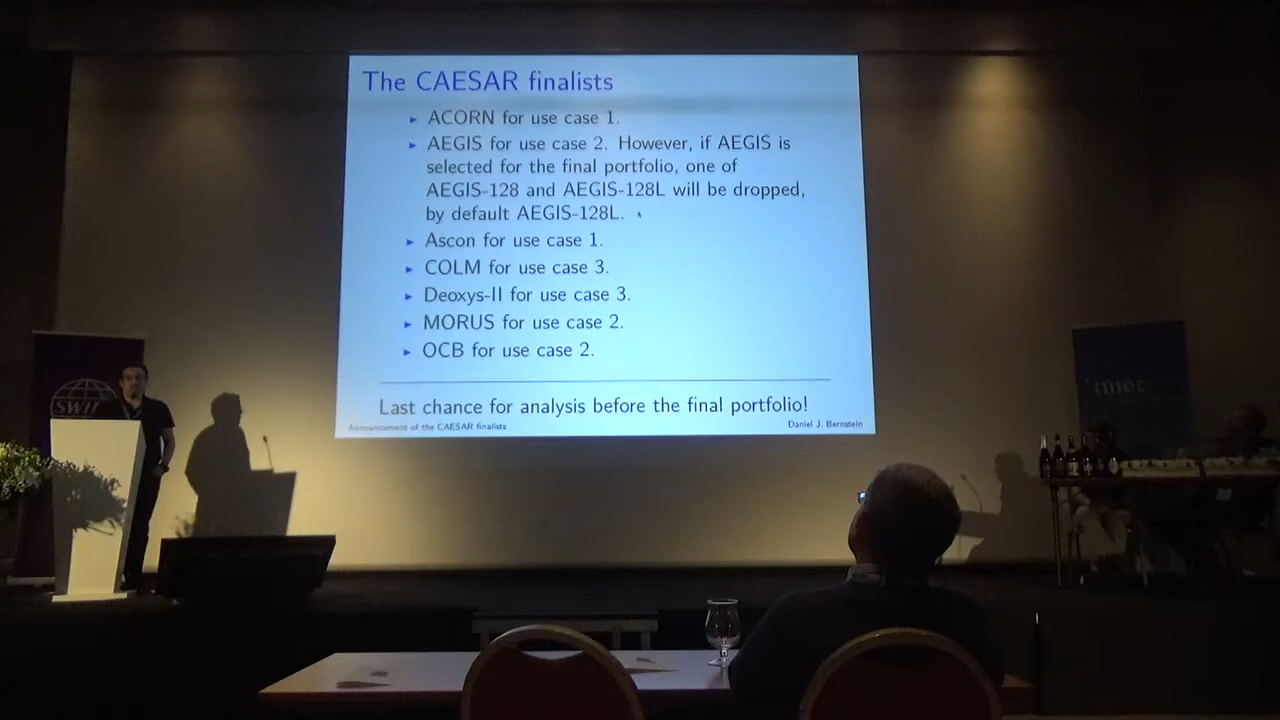 The CAESAR finalists
▸ ACORN for use case 1.
▸ AEGIS for use case 2. However, if AEGIS is
selected for the final portfolio, one of
AEGIS-128 and AEGIS-128L will be dropped,
by default AEGIS-128L.
▸ Ascon for use case 1.
▸ COLM for use case 3.
▸ Deoxys-II for use case 3.
▸ MORUS for use case 2.
▸ OCB for use case 2.
Last chance for analysis before the final portfolio!
Announcement of the CAESAR finalists
Daniel J. Bernstein
SWI
imec